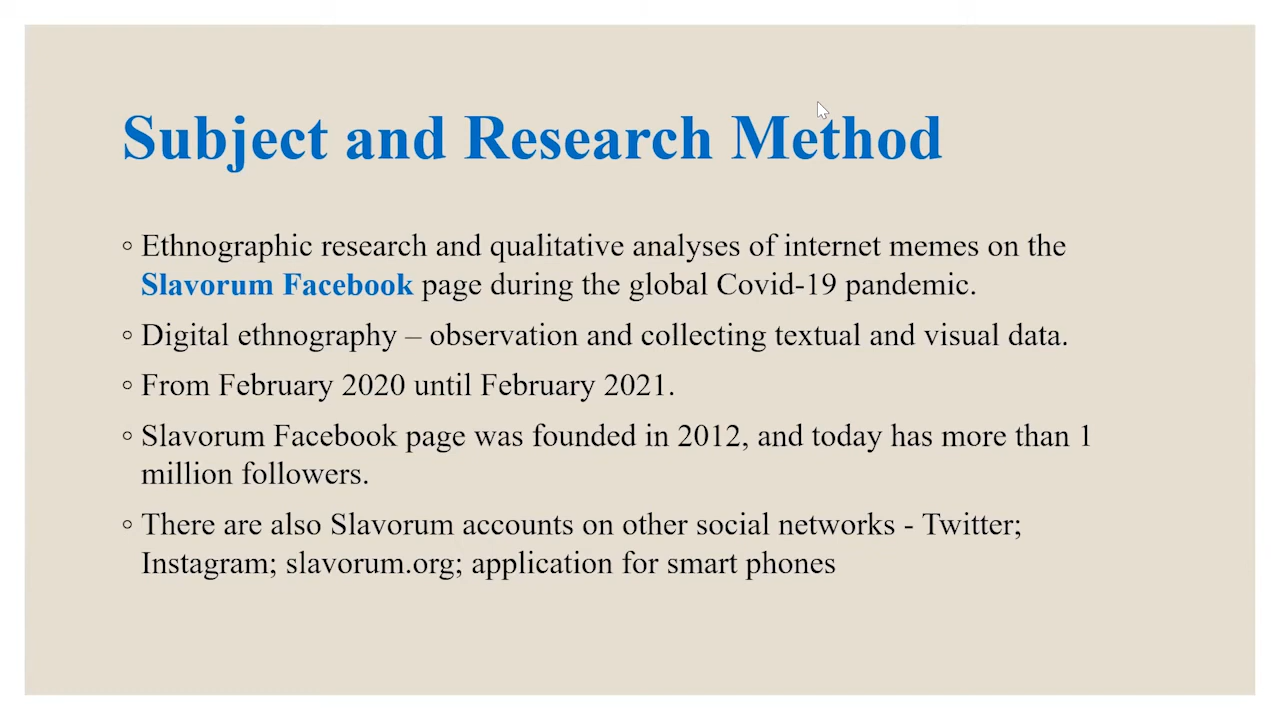 Subject and Research Method
◦ Ethnographic research and qualitative analyses of internet memes on the
Slavorum Facebook page during the global Covid-19 pandemic.
◦ Digital ethnography – observation and collecting textual and visual data.
◦ From February 2020 until February 2021.
◦ Slavorum Facebook page was founded in 2012, and today has more than 1
million followers.
◦ There are also Slavorum accounts on other social networks - Twitter;
Instagram; slavorum.org; application for smart phones